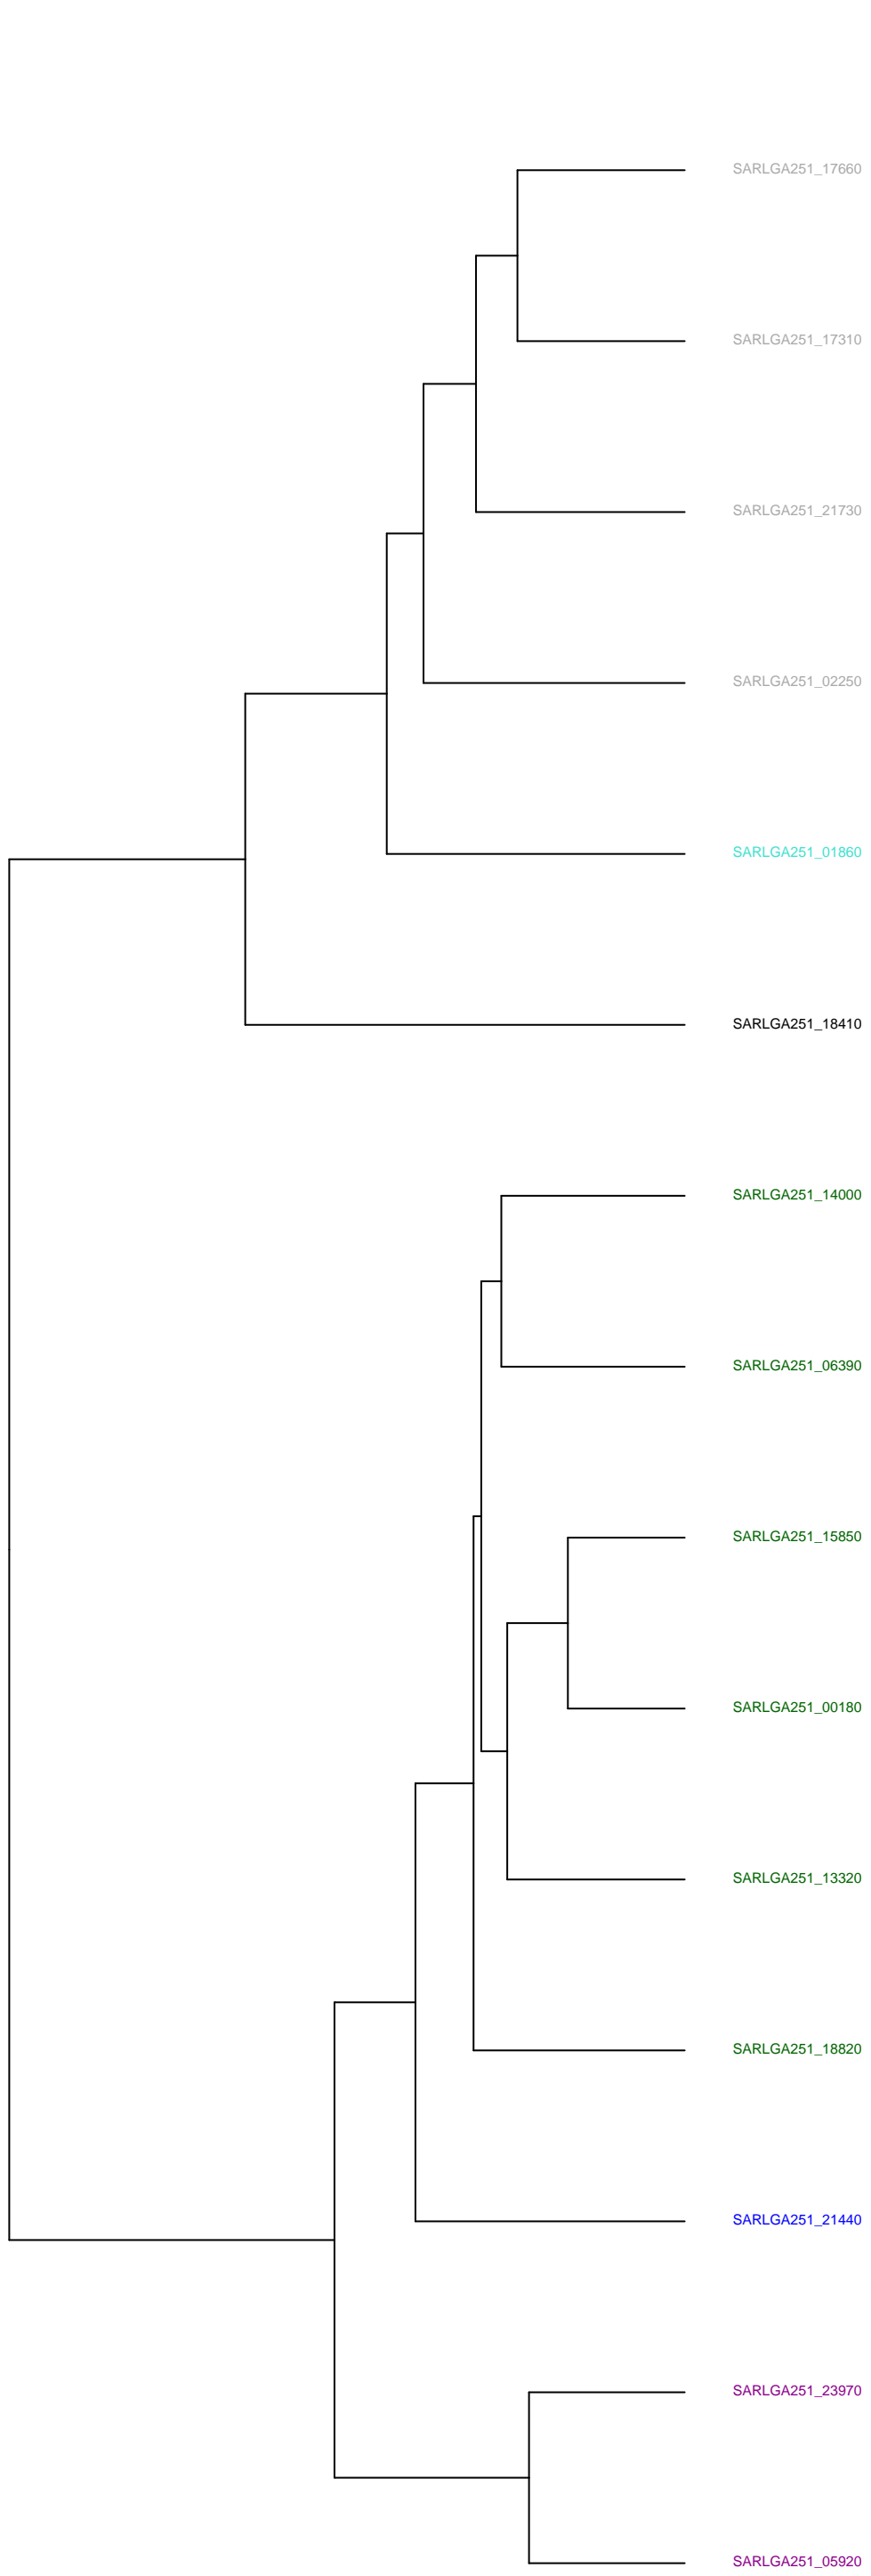 SARLGA251_17660
SARLGA251_17310
SARLGA251_21730
SARLGA251_02250
SARLGA251_01860
SARLGA251_18410
SARLGA251_14000
SARLGA251_06390
SARLGA251_15850
SARLGA251_00180
SARLGA251_13320
SARLGA251_18820
SARLGA251_21440
SARLGA251_23970
SARLGA251_05920